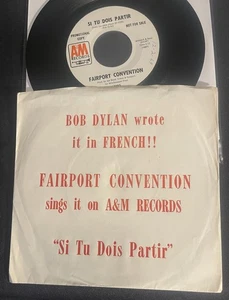 SI TU DOIS PARTIR
PROMOTIONAL
COPY
NOT FOR SALE
A&M
RECORDS
FAIRPORT CONVENTION
BOB DYLAN wrote
it in FRENCH!!
FAIRPORT CONVENTION
sings it on A&M RECORDS
"Si Tu Dois Partir"